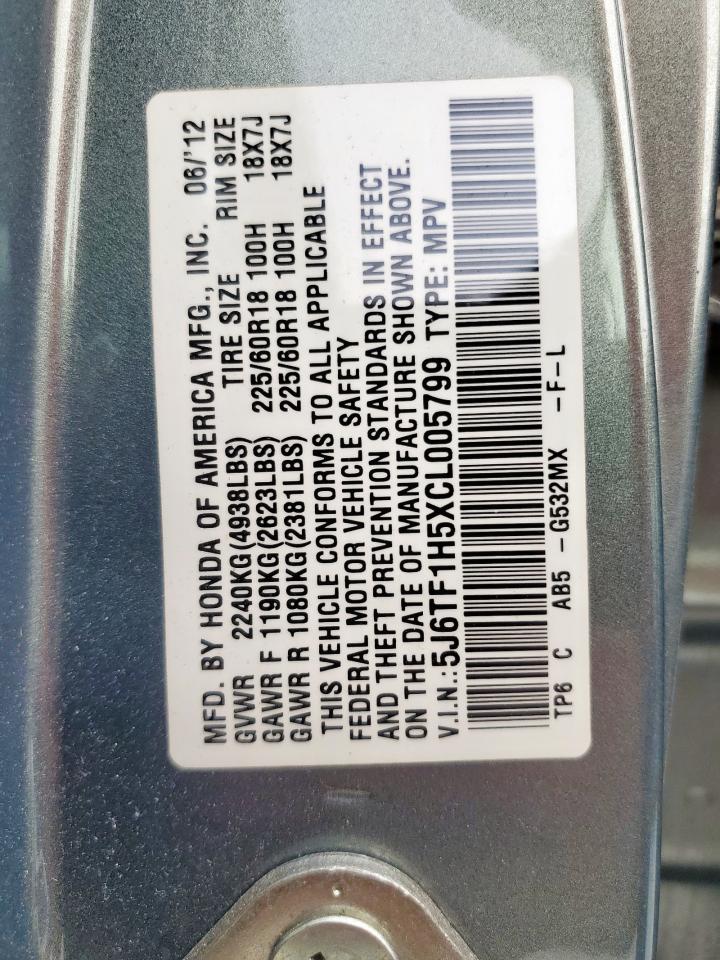 MFD. BY HONDA OF AMERICA MFG., INC. 06/'12
GVWR 2240KG(4938LBS) TIRE SIZE RIM SIZE
GAWR F 1190KG(2623LBS) 225/60R18 100H 18X7J
GAWR R 1080KG(2381LBS) 225/60R18 100H 18X7J
THIS VEHICLE CONFORMS TO ALL APPLICABLE
FEDERAL MOTOR VEHICLE SAFETY
AND THEFT PREVENTION STANDARDS IN EFFECT
ON THE DATE OF MANUFACTURE SHOWN ABOVE.
V.I.N.:5J6TF1H5XCL005799 TYPE: MPV
TP6 C AB5 -G532MX -F-L